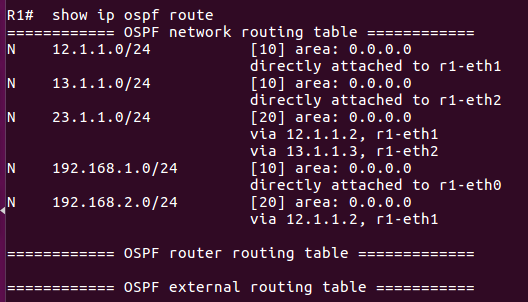 R1#  show ip ospf route
============ OSPF network routing table ============
N    12.1.1.0/24           [10] area: 0.0.0.0
                           directly attached to r1-eth1
N    13.1.1.0/24           [10] area: 0.0.0.0
                           directly attached to r1-eth2
N    23.1.1.0/24           [20] area: 0.0.0.0
                           via 12.1.1.2, r1-eth1
                           via 13.1.1.3, r1-eth2
N    192.168.1.0/24        [10] area: 0.0.0.0
                           directly attached to r1-eth0
N    192.168.2.0/24        [20] area: 0.0.0.0
                           via 12.1.1.2, r1-eth1
============ OSPF router routing table =============
============ OSPF external routing table ===========